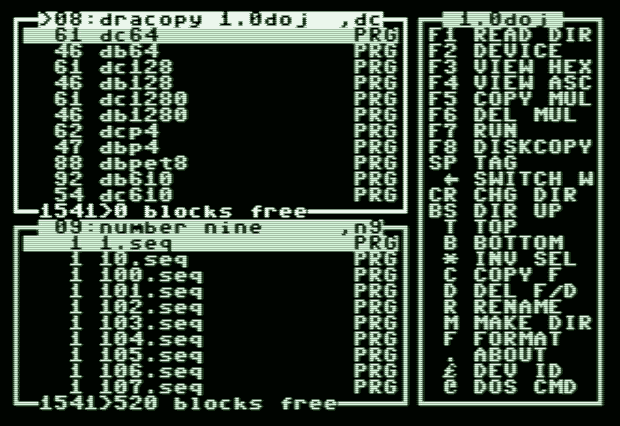 >08:dracopy 1.0doj  ,dc
61 dc64 PRG
46 db64 PRG
61 dc128 PRG
46 db128 PRG
61 dc1280 PRG
46 db1280 PRG
62 dcp4 PRG
47 dbp4 PRG
88 dbpet8 PRG
92 db610 PRG
54 dc610 PRG
1541>0 blocks free
09:number nine     ,n9
1 1.seq PRG
1 10.seq PRG
1 100.seq PRG
1 101.seq PRG
1 102.seq PRG
1 103.seq PRG
1 104.seq PRG
1 105.seq PRG
1 106.seq PRG
1 107.seq PRG
1541>520 blocks free
1.0doj
F1 READ DIR
F2 DEVICE
F3 VIEW HEX
F4 VIEW ASC
F5 COPY MUL
F6 DEL MUL
F7 RUN
F8 DISKCOPY
SP TAG
← SWITCH W
CR CHG DIR
BS DIR UP
T TOP
B BOTTOM
* INV SEL
C COPY F
D DEL F/D
R RENAME
M MAKE DIR
F FORMAT
. ABOUT
£ DEV ID
@ DOS CMD